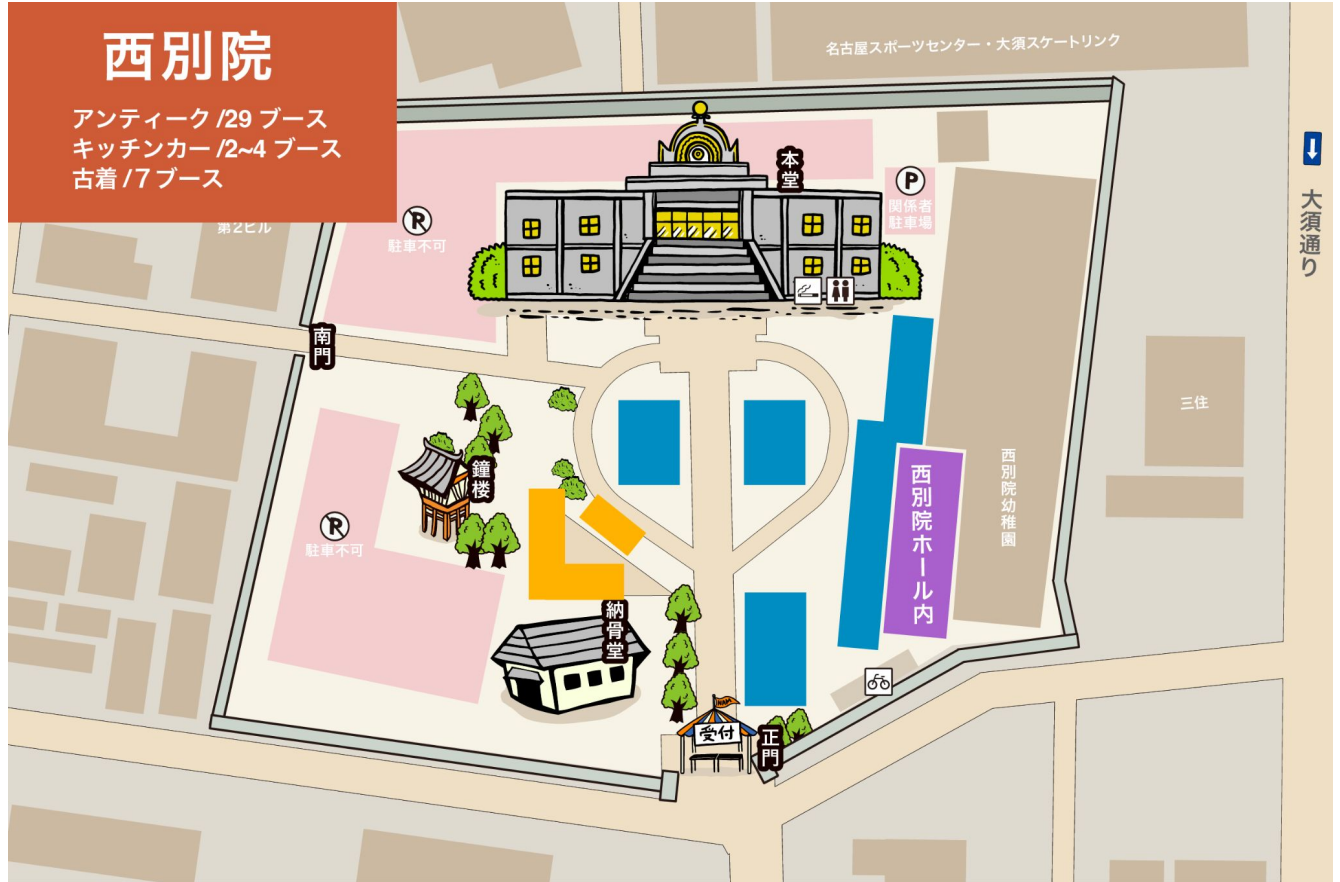 西別院
アンティーク/29 ブース
キッチンカー/2~4 ブース
古着/7 ブース
名古屋スポーツセンター・大須スケートリンク
大須通り
第2ビル
本堂
P
関係者
駐車場
P
駐車不可
南門
三住
鐘楼
西別院ホール内
西別院幼稚園
P
駐車不可
納骨堂
受付
正門